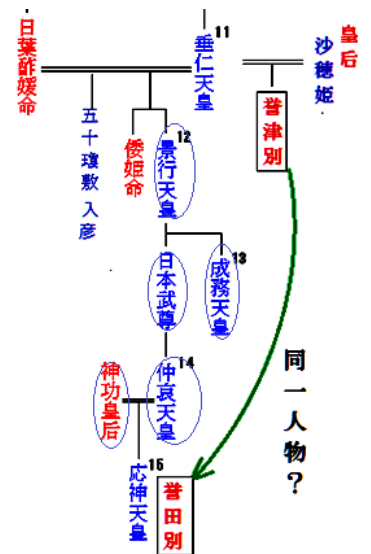 11
垂仁天皇
日葉酢媛命
皇后
沙穂姫
誉津別
五十瓊敷入彦
倭姫命
12
景行天皇
日本武尊
13
成務天皇
神功皇后
14
仲哀天皇
15
応神天皇
誉田別
同一人物？